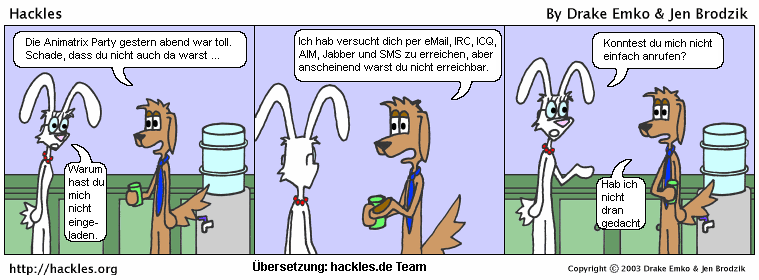 Hackles
By Drake Emko & Jen Brodzik
Die Animatrix Party gestern abend war toll.
Schade, dass du nicht auch da warst ...
Warum
hast du
mich
nicht
einge-
laden.
Ich hab versucht dich per eMail, IRC, ICQ,
AIM, Jabber und SMS zu erreichen, aber
anscheinend warst du nicht erreichbar.
Konntest du mich nicht
einfach anrufen?
Hab ich
nicht
dran
gedacht
http://hackles.org
Übersetzung: hackles.de Team
Copyright © 2003 Drake Emko & Jen Brodzik